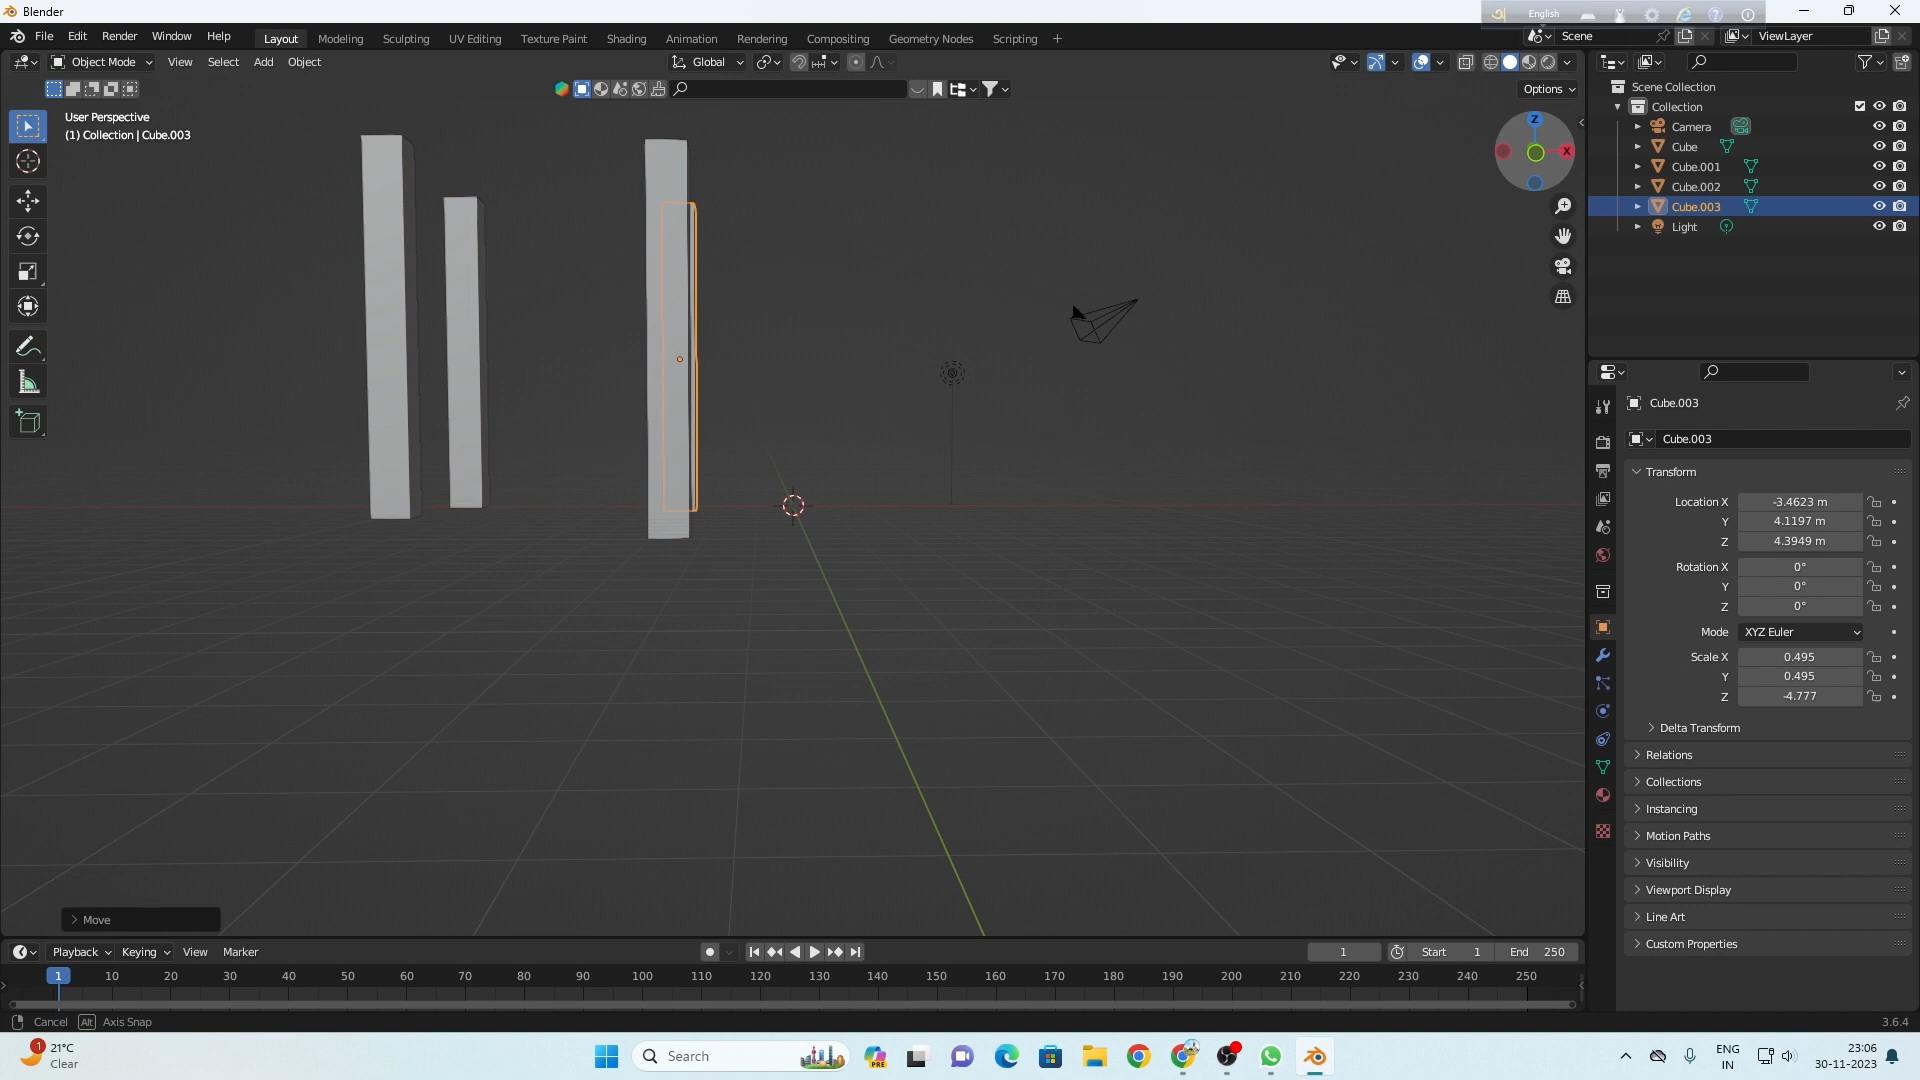 Blender
English
File Edit Render Window Help
Layout Modeling Sculpting UV Editing Texture Paint Shading Animation Rendering Compositing Geometry Nodes Scripting +
Scene
ViewLayer
Object Mode View Select Add Object
Global
Options
User Perspective
(1) Collection | Cube.003
Z
X
Scene Collection
Collection
Camera
Cube
Cube.001
Cube.002
Cube.003
Light
Cube.003
Cube.003
Transform
Location X -3.4623 m
Y 4.1197 m
Z 4.3949 m
Rotation X 0°
Y 0°
Z 0°
Mode XYZ Euler
Scale X 0.495
Y 0.495
Z -4.777
Delta Transform
Relations
Collections
Instancing
Motion Paths
Visibility
Viewport Display
Line Art
Custom Properties
Move
Playback Keying View Marker
1 Start 1 End 250
1 10 20 30 40 50 60 70 80 90 100 110 120 130 140 150 160 170 180 190 200 210 220 230 240 250
Cancel Alt Axis Snap
3.6.4
1
21°C
Clear
Search
PRE
ENG
IN
23:06
30-11-2023